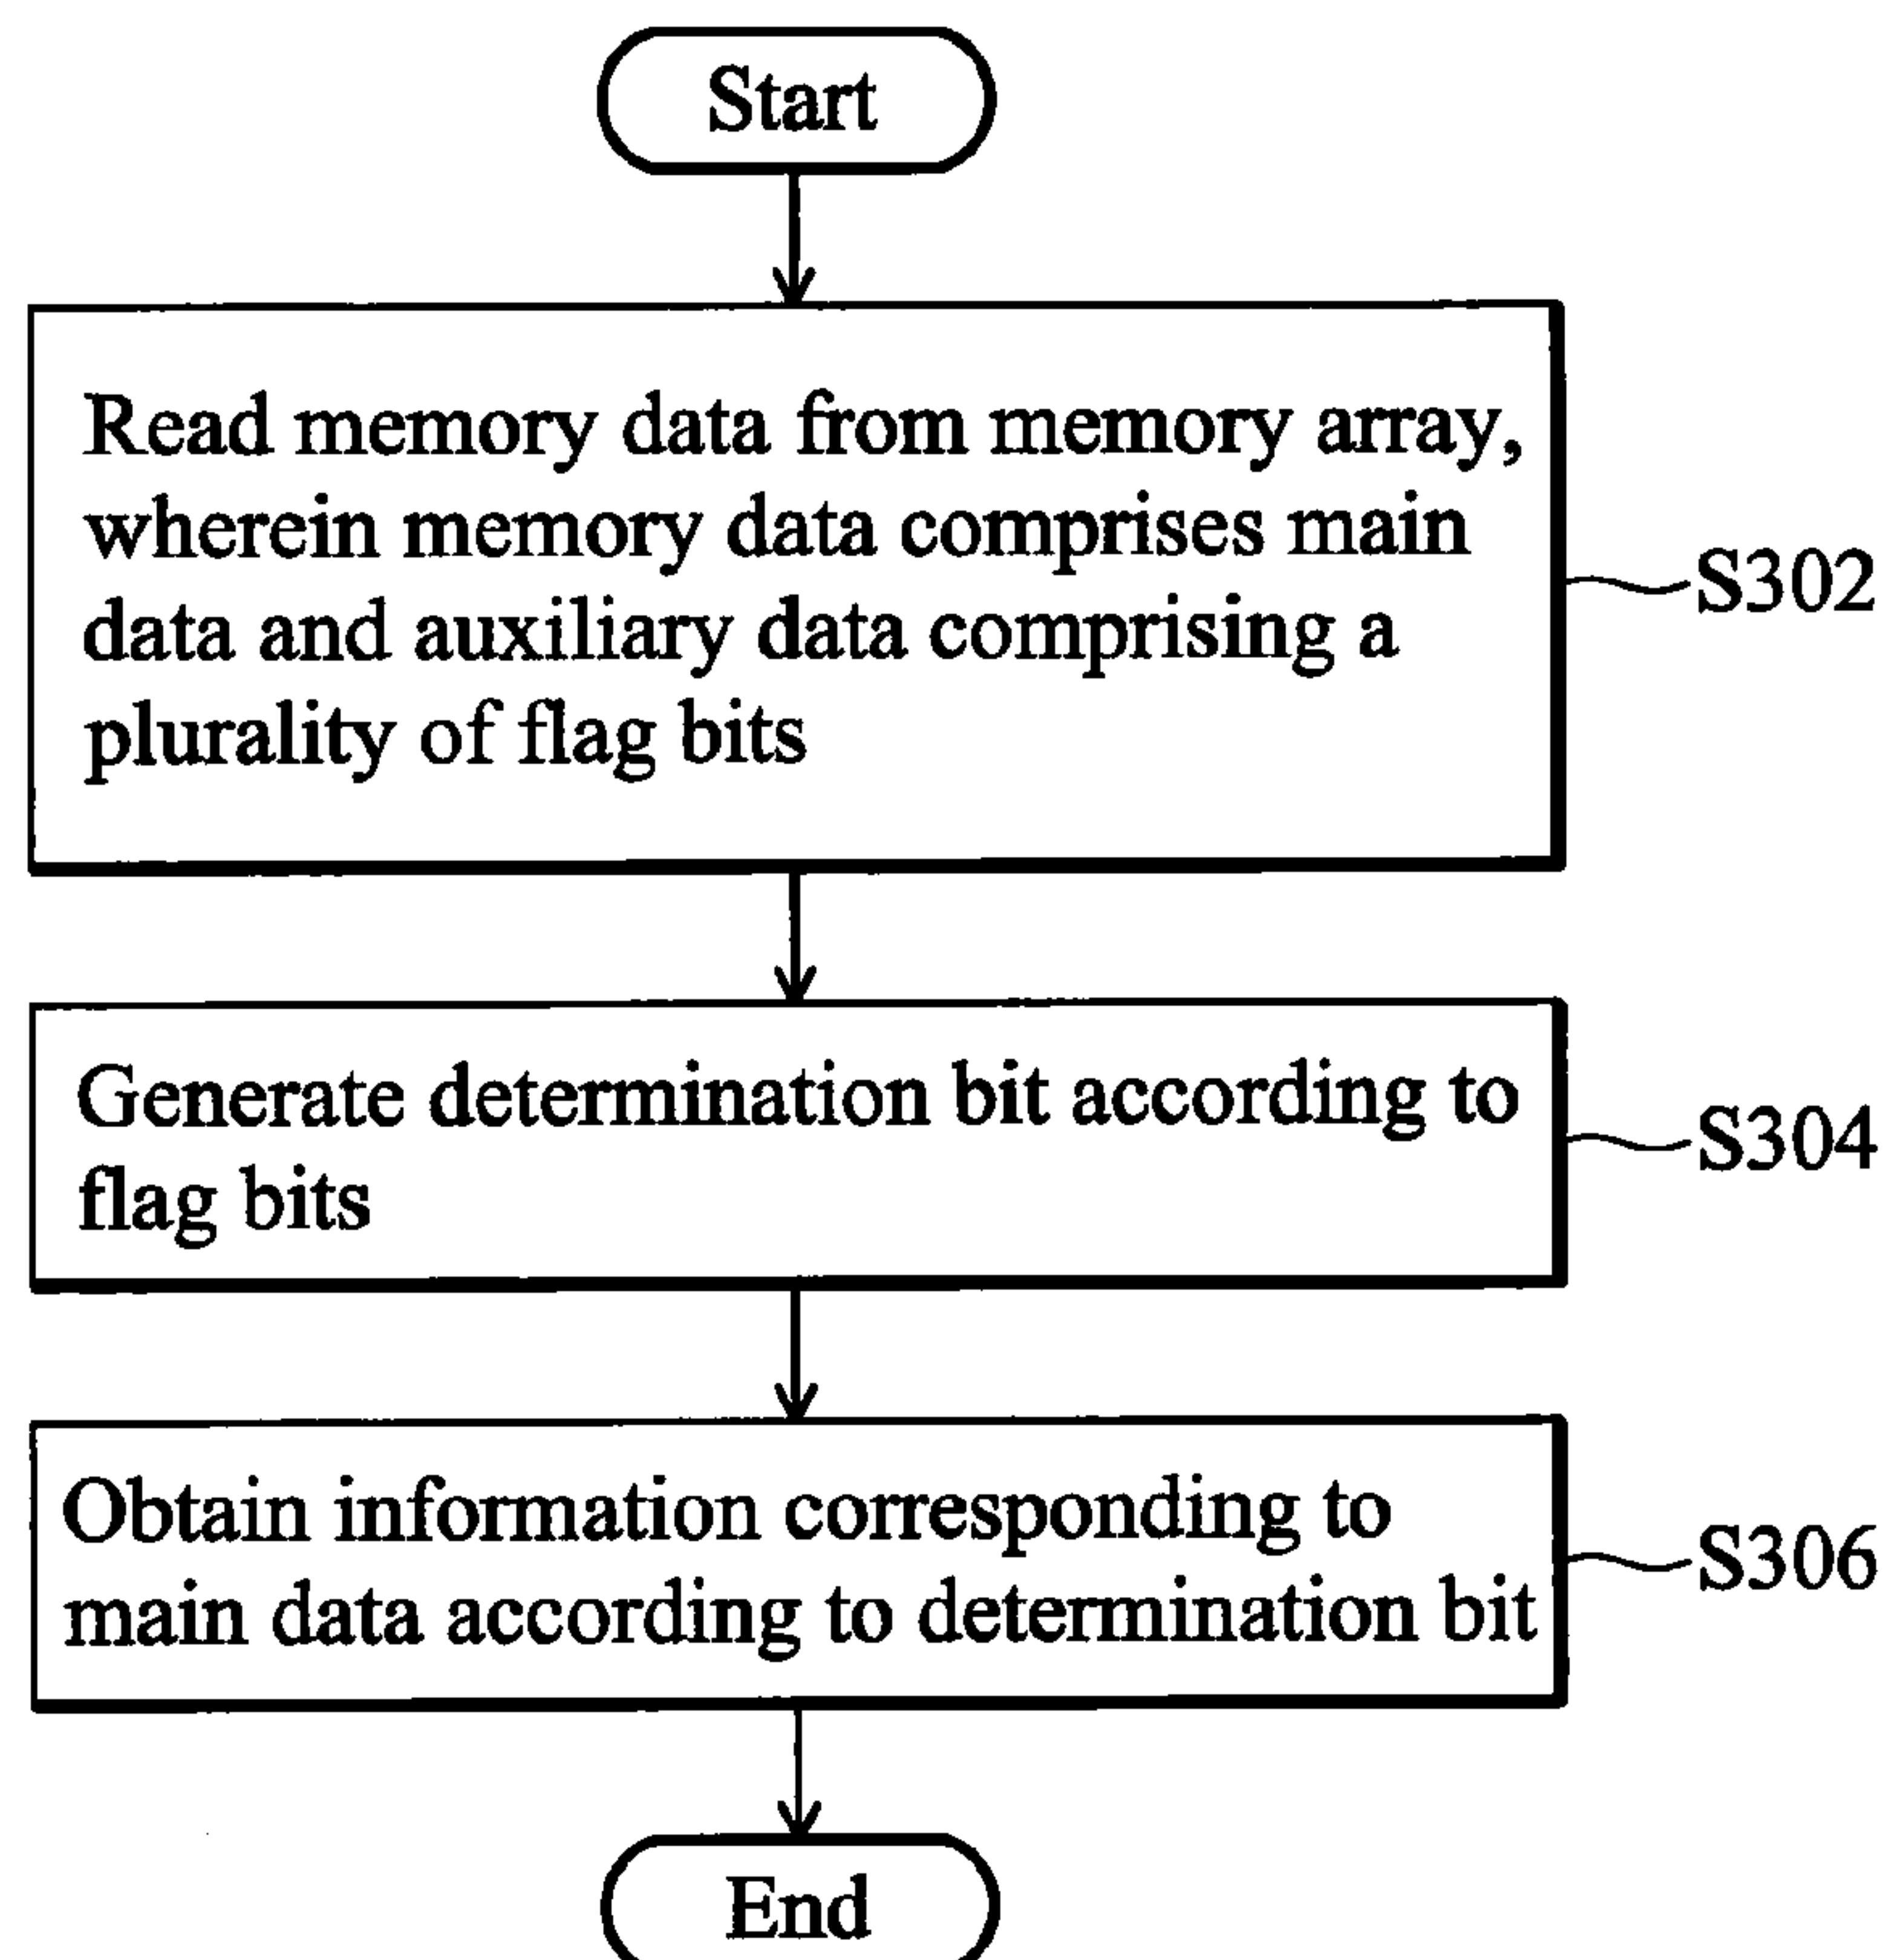 Start
Read memory data from memory array,
wherein memory data comprises main
data and auxiliary data comprising a
plurality of flag bits
S302
Generate determination bit according to
flag bits
S304
Obtain information corresponding to
main data according to determination bit
S306
End